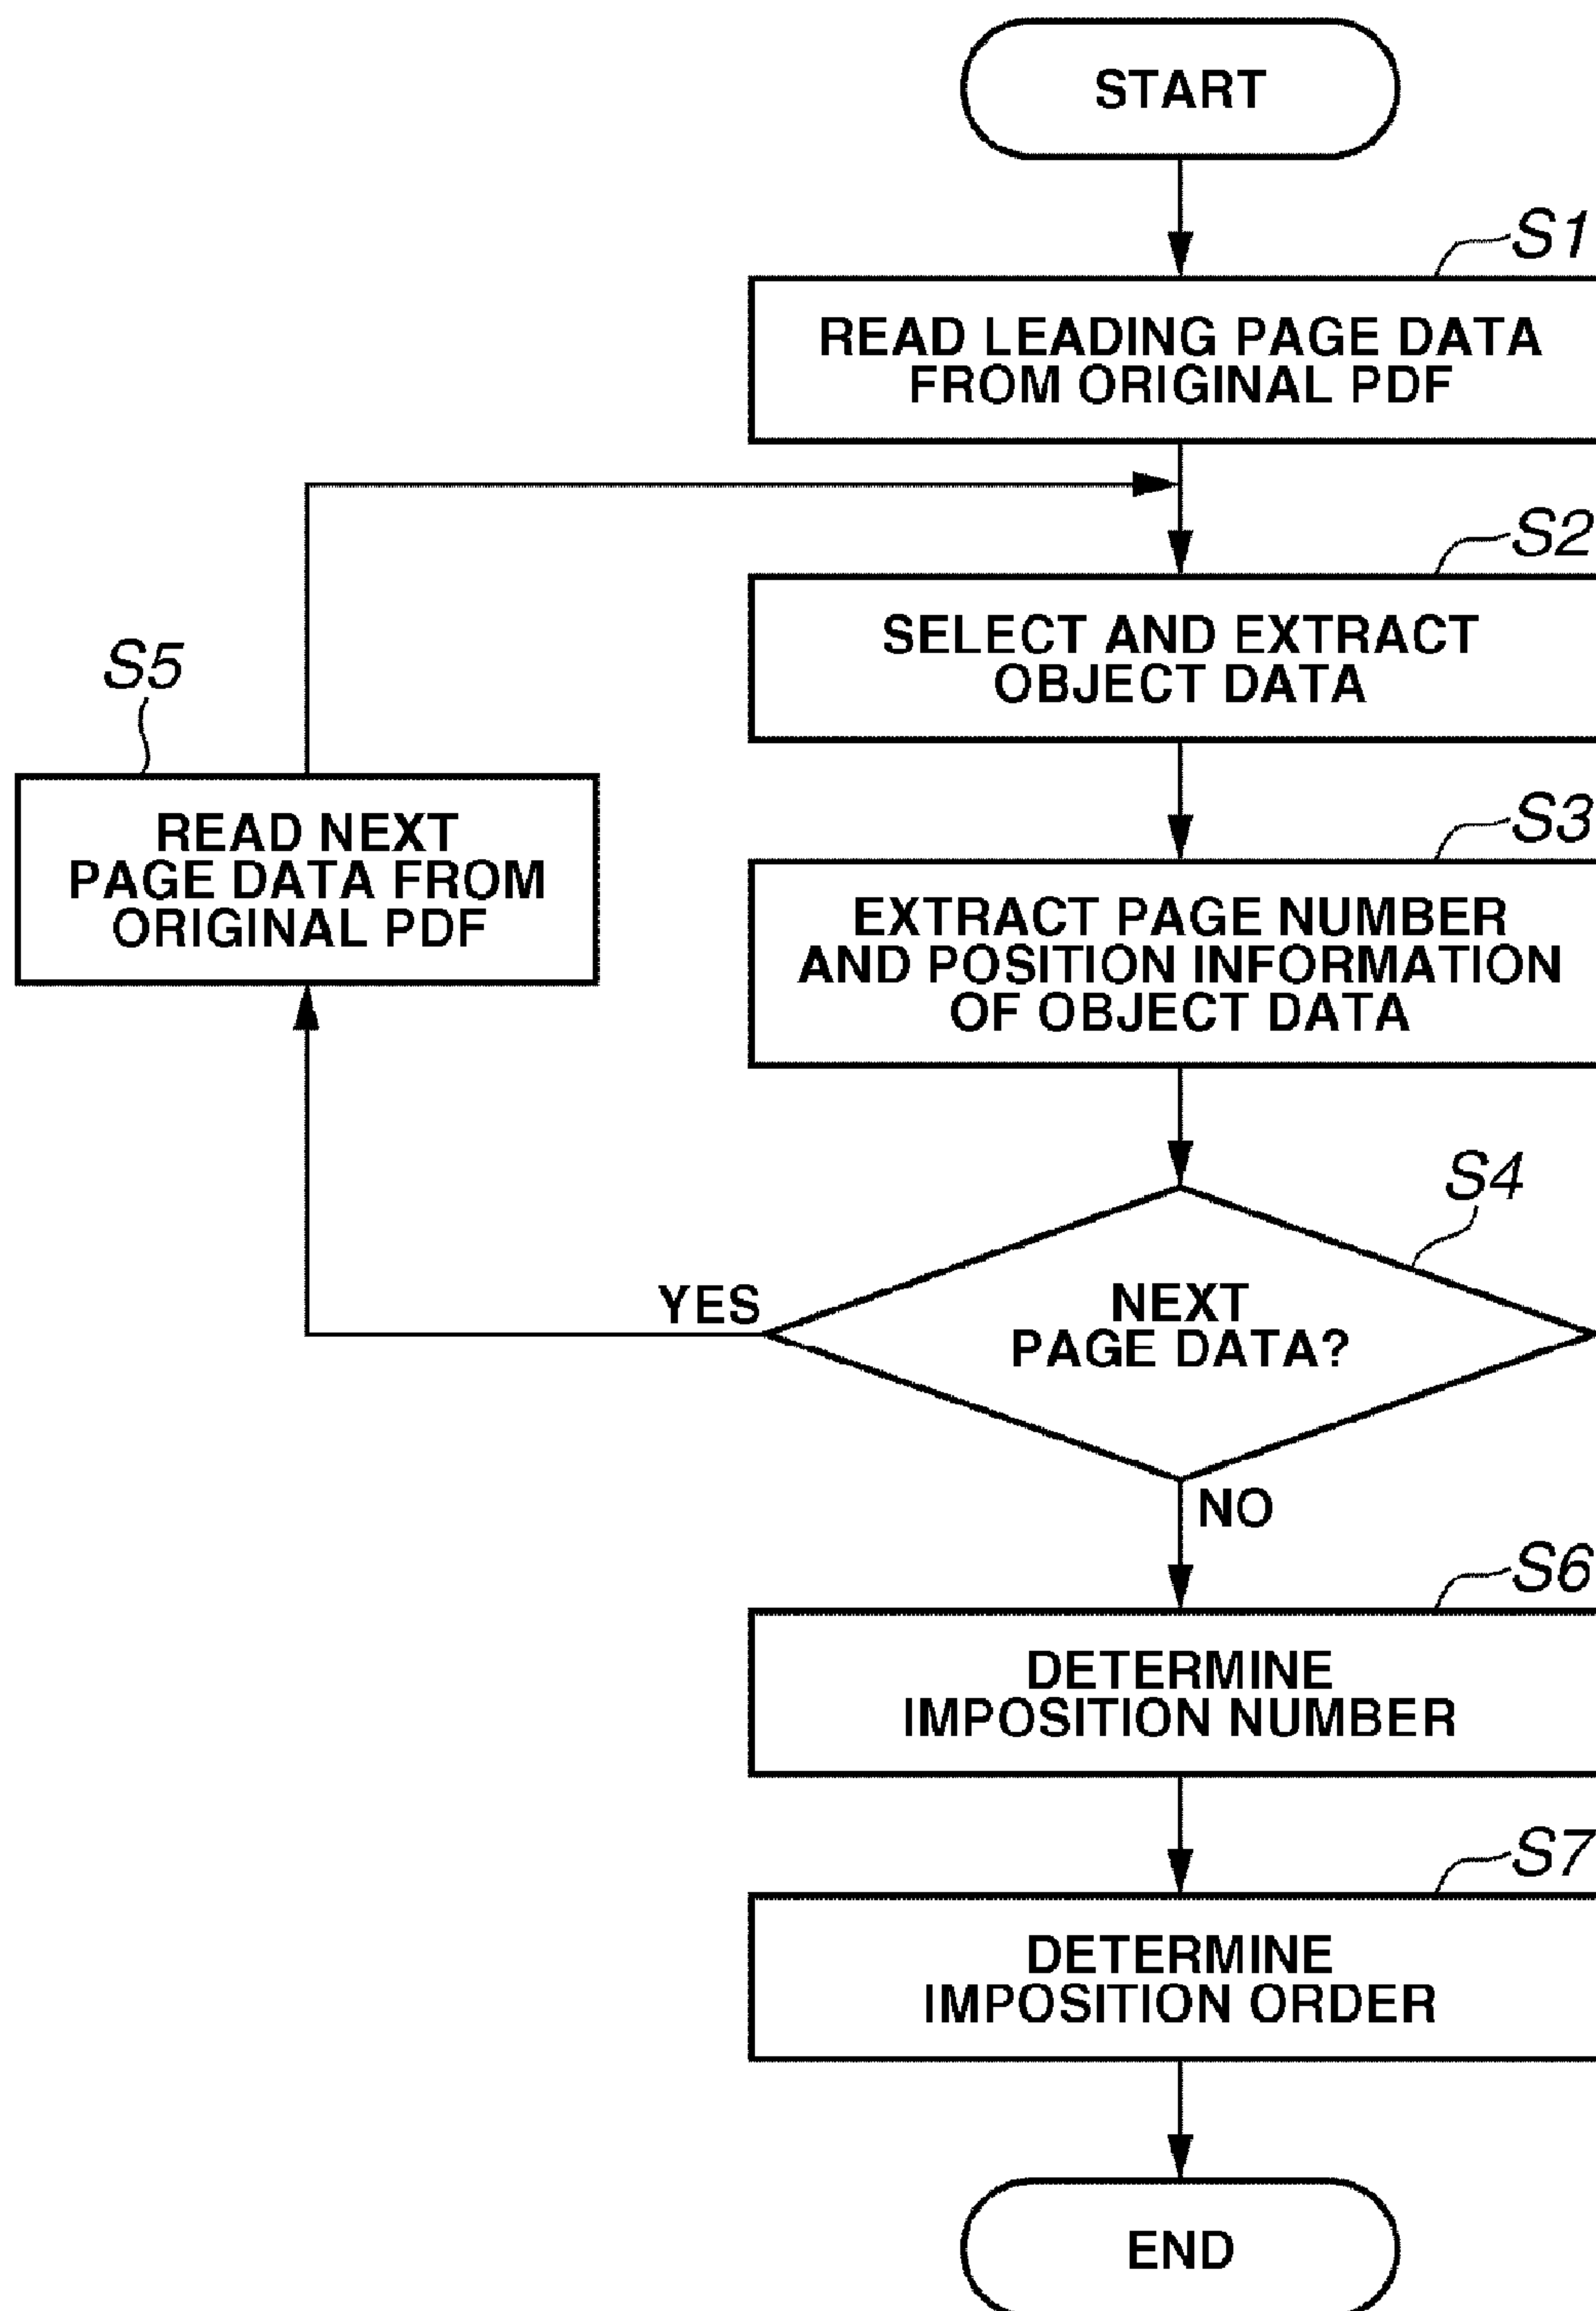 START
S1
READ LEADING PAGE DATA
FROM ORIGINAL PDF
S2
SELECT AND EXTRACT
OBJECT DATA
S5
READ NEXT
PAGE DATA FROM
ORIGINAL PDF
S3
EXTRACT PAGE NUMBER
AND POSITION INFORMATION
OF OBJECT DATA
S4
YES
NEXT
PAGE DATA?
NO
S6
DETERMINE
IMPOSITION NUMBER
S7
DETERMINE
IMPOSITION ORDER
END